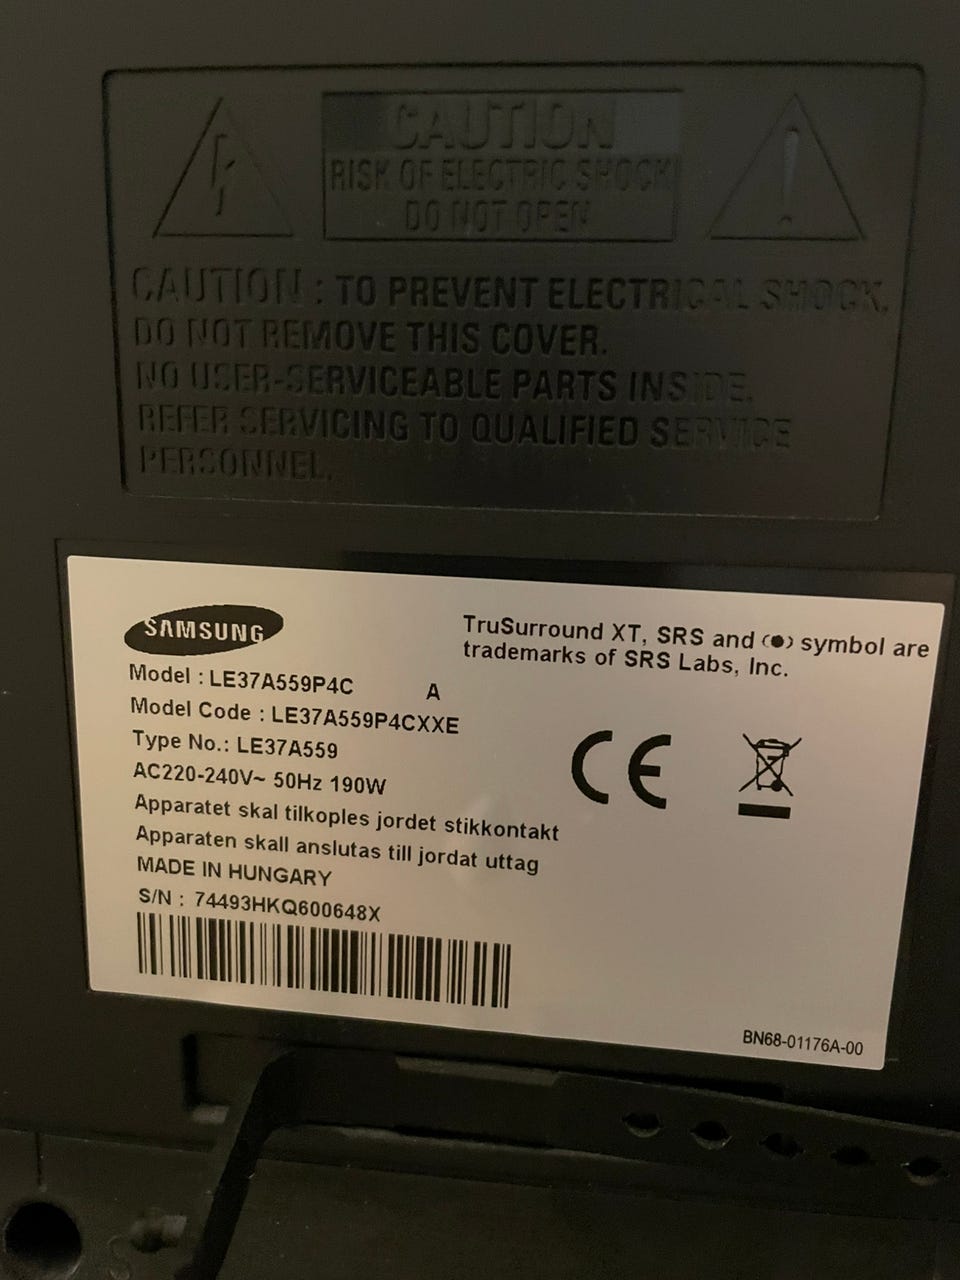 CAUTION
RISK OF ELECTRIC SHOCK
DO NOT OPEN
CAUTION : TO PREVENT ELECTRICAL SHOCK,
DO NOT REMOVE THIS COVER.
NO USER-SERVICEABLE PARTS INSIDE.
REFER SERVICING TO QUALIFIED SERVICE
PERSONNEL.
SAMSUNG
TruSurround XT, SRS and (●) symbol are
trademarks of SRS Labs, Inc.
Model : LE37A559P4C A
Model Code : LE37A559P4CXXE
Type No.: LE37A559
AC220-240V~ 50Hz 190W
Apparatet skal tilkoples jordet stikkontakt
Apparaten skall anslutas till jordat uttag
MADE IN HUNGARY
S/N : 74493HKQ600648X
CE
BN68-01176A-00